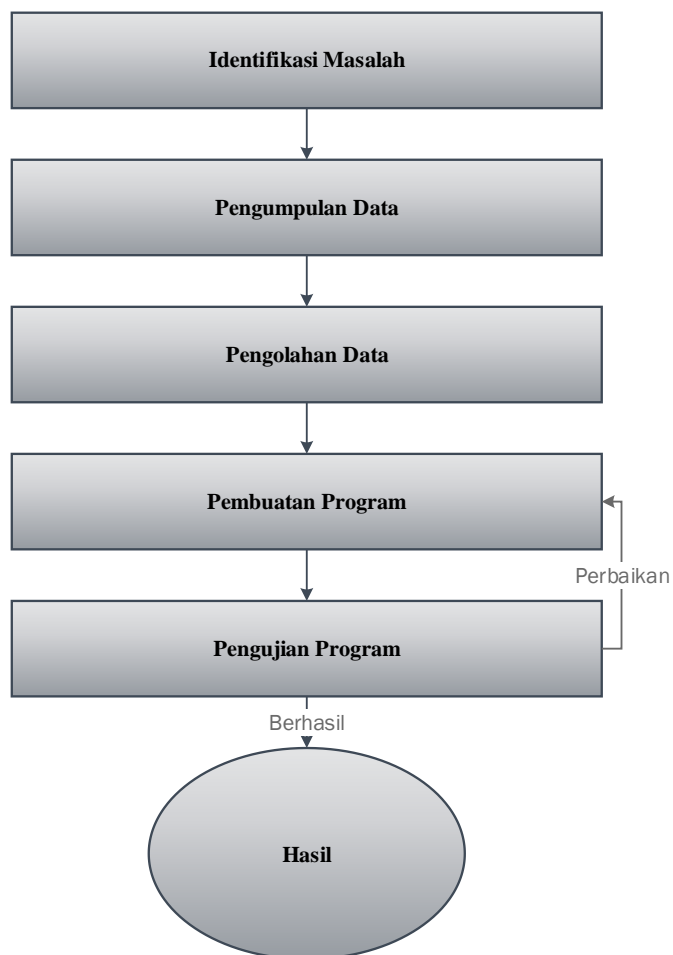 Identifikasi Masalah
Pengumpulan Data
Pengolahan Data
Pembuatan Program
Perbaikan
Pengujian Program
Berhasil
Hasil